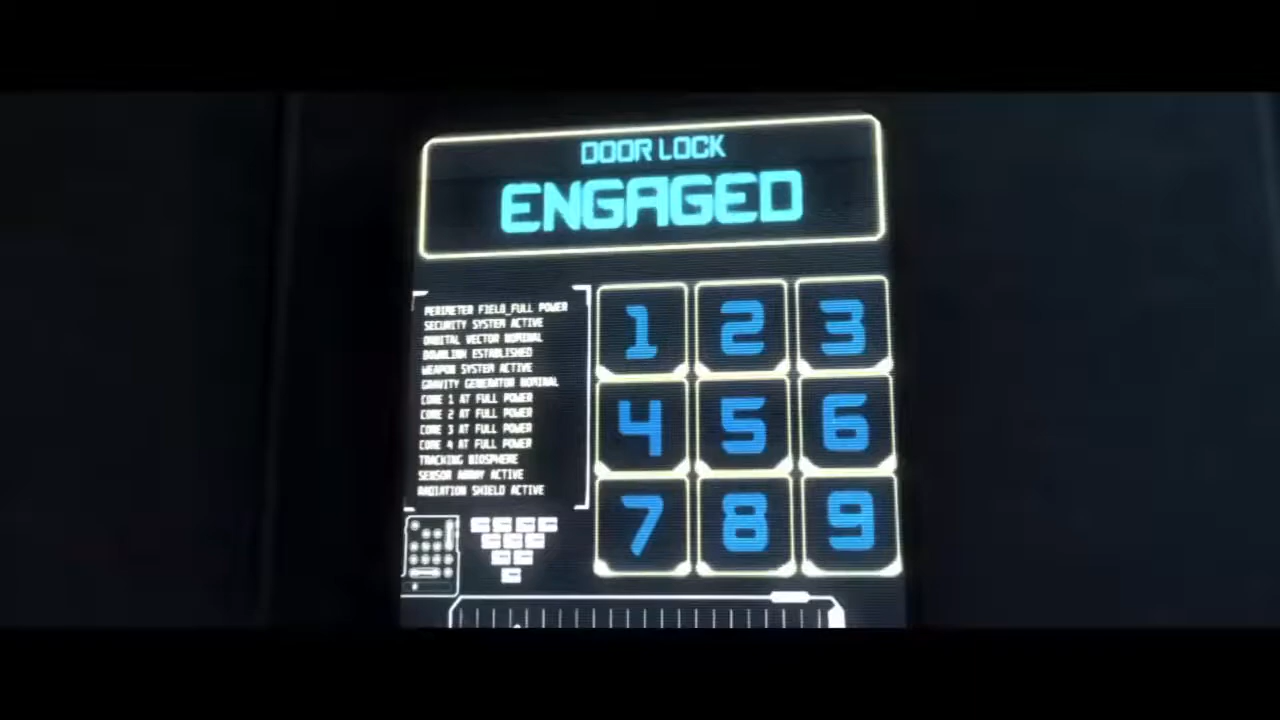 DOOR LOCK
ENGAGED
PERIMETER FIELD_FULL POWER
SECURITY SYSTEM ACTIVE
ORBITAL VECTOR NOMINAL
DOWNLINK ESTABLISHED
WEAPON SYSTEM ACTIVE
GRAVITY GENERATOR NOMINAL
CORE 1 AT FULL POWER
CORE 2 AT FULL POWER
CORE 3 AT FULL POWER
CORE 4 AT FULL POWER
TRACKING BIOSPHERE
SENSOR ARRAY ACTIVE
RADIATION SHIELD ACTIVE
1 2 3
4 5 6
7 8 9